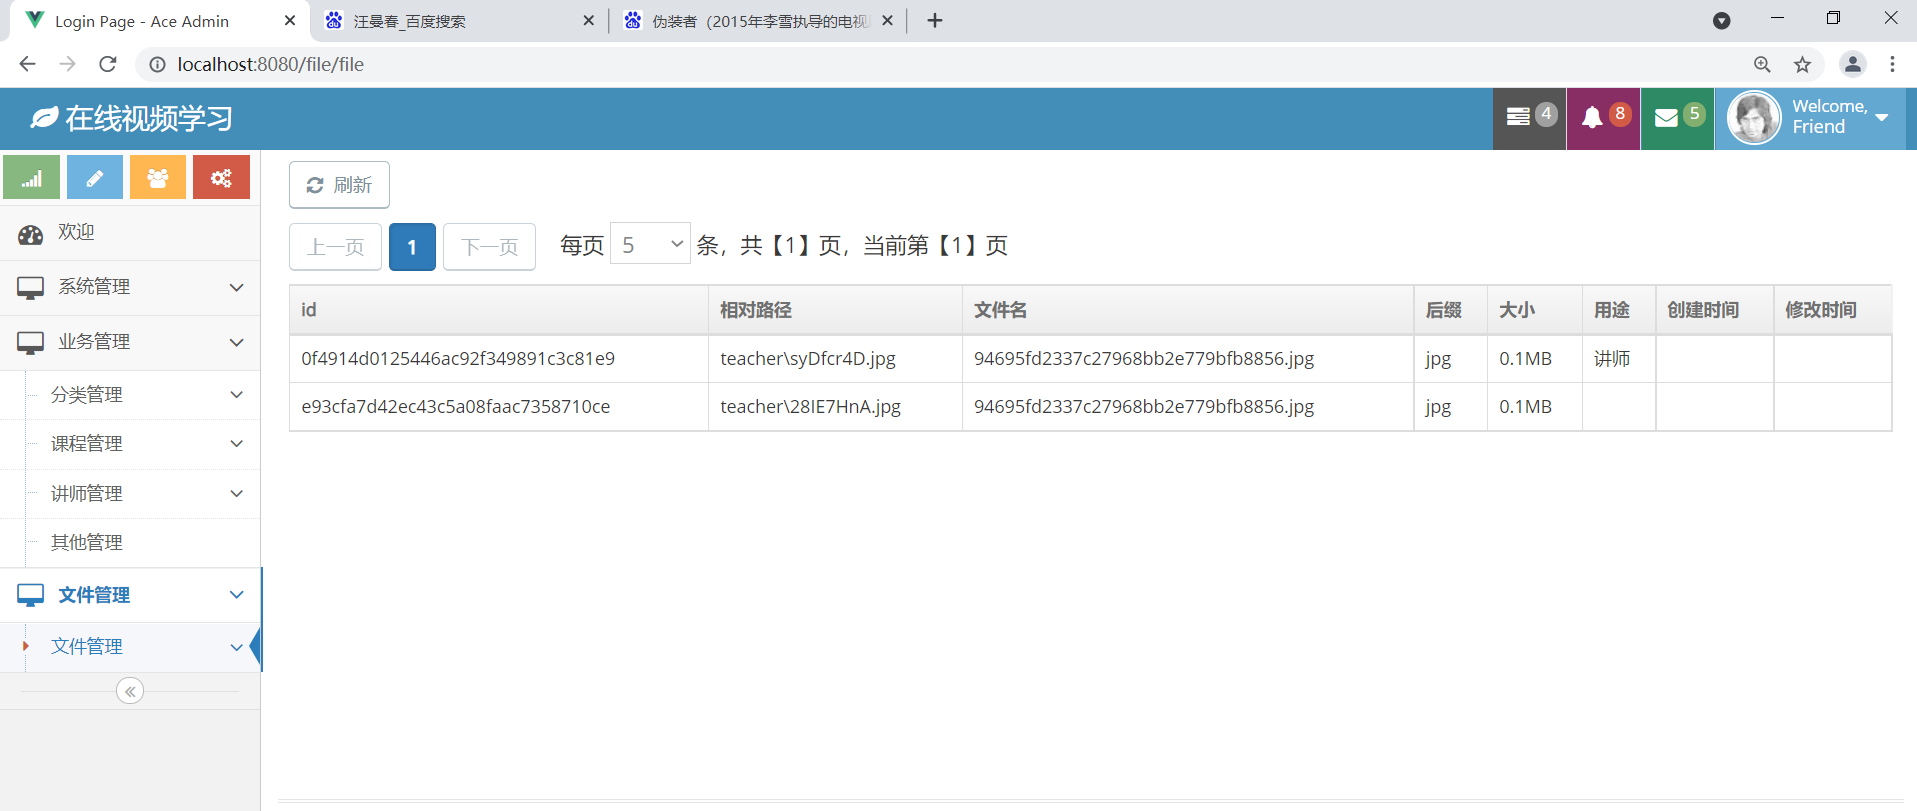 Login Page - Ace Admin
汪曼春_百度搜索
伪装者（2015年李雪执导的电视
localhost:8080/file/file
在线视频学习
4
8
5
Welcome,
Friend
刷新
上一页 1 下一页 每页 5 条，共【1】页，当前第【1】页
欢迎
系统管理
业务管理
分类管理
课程管理
讲师管理
其他管理
文件管理
文件管理
id 相对路径 文件名 后缀 大小 用途 创建时间 修改时间
0f4914d0125446ac92f349891c3c81e9 teacher\syDfcr4D.jpg 94695fd2337c27968bb2e779bfb8856.jpg jpg 0.1MB 讲师
e93cfa7d42ec43c5a08faac7358710ce teacher\28IE7HnA.jpg 94695fd2337c27968bb2e779bfb8856.jpg jpg 0.1MB